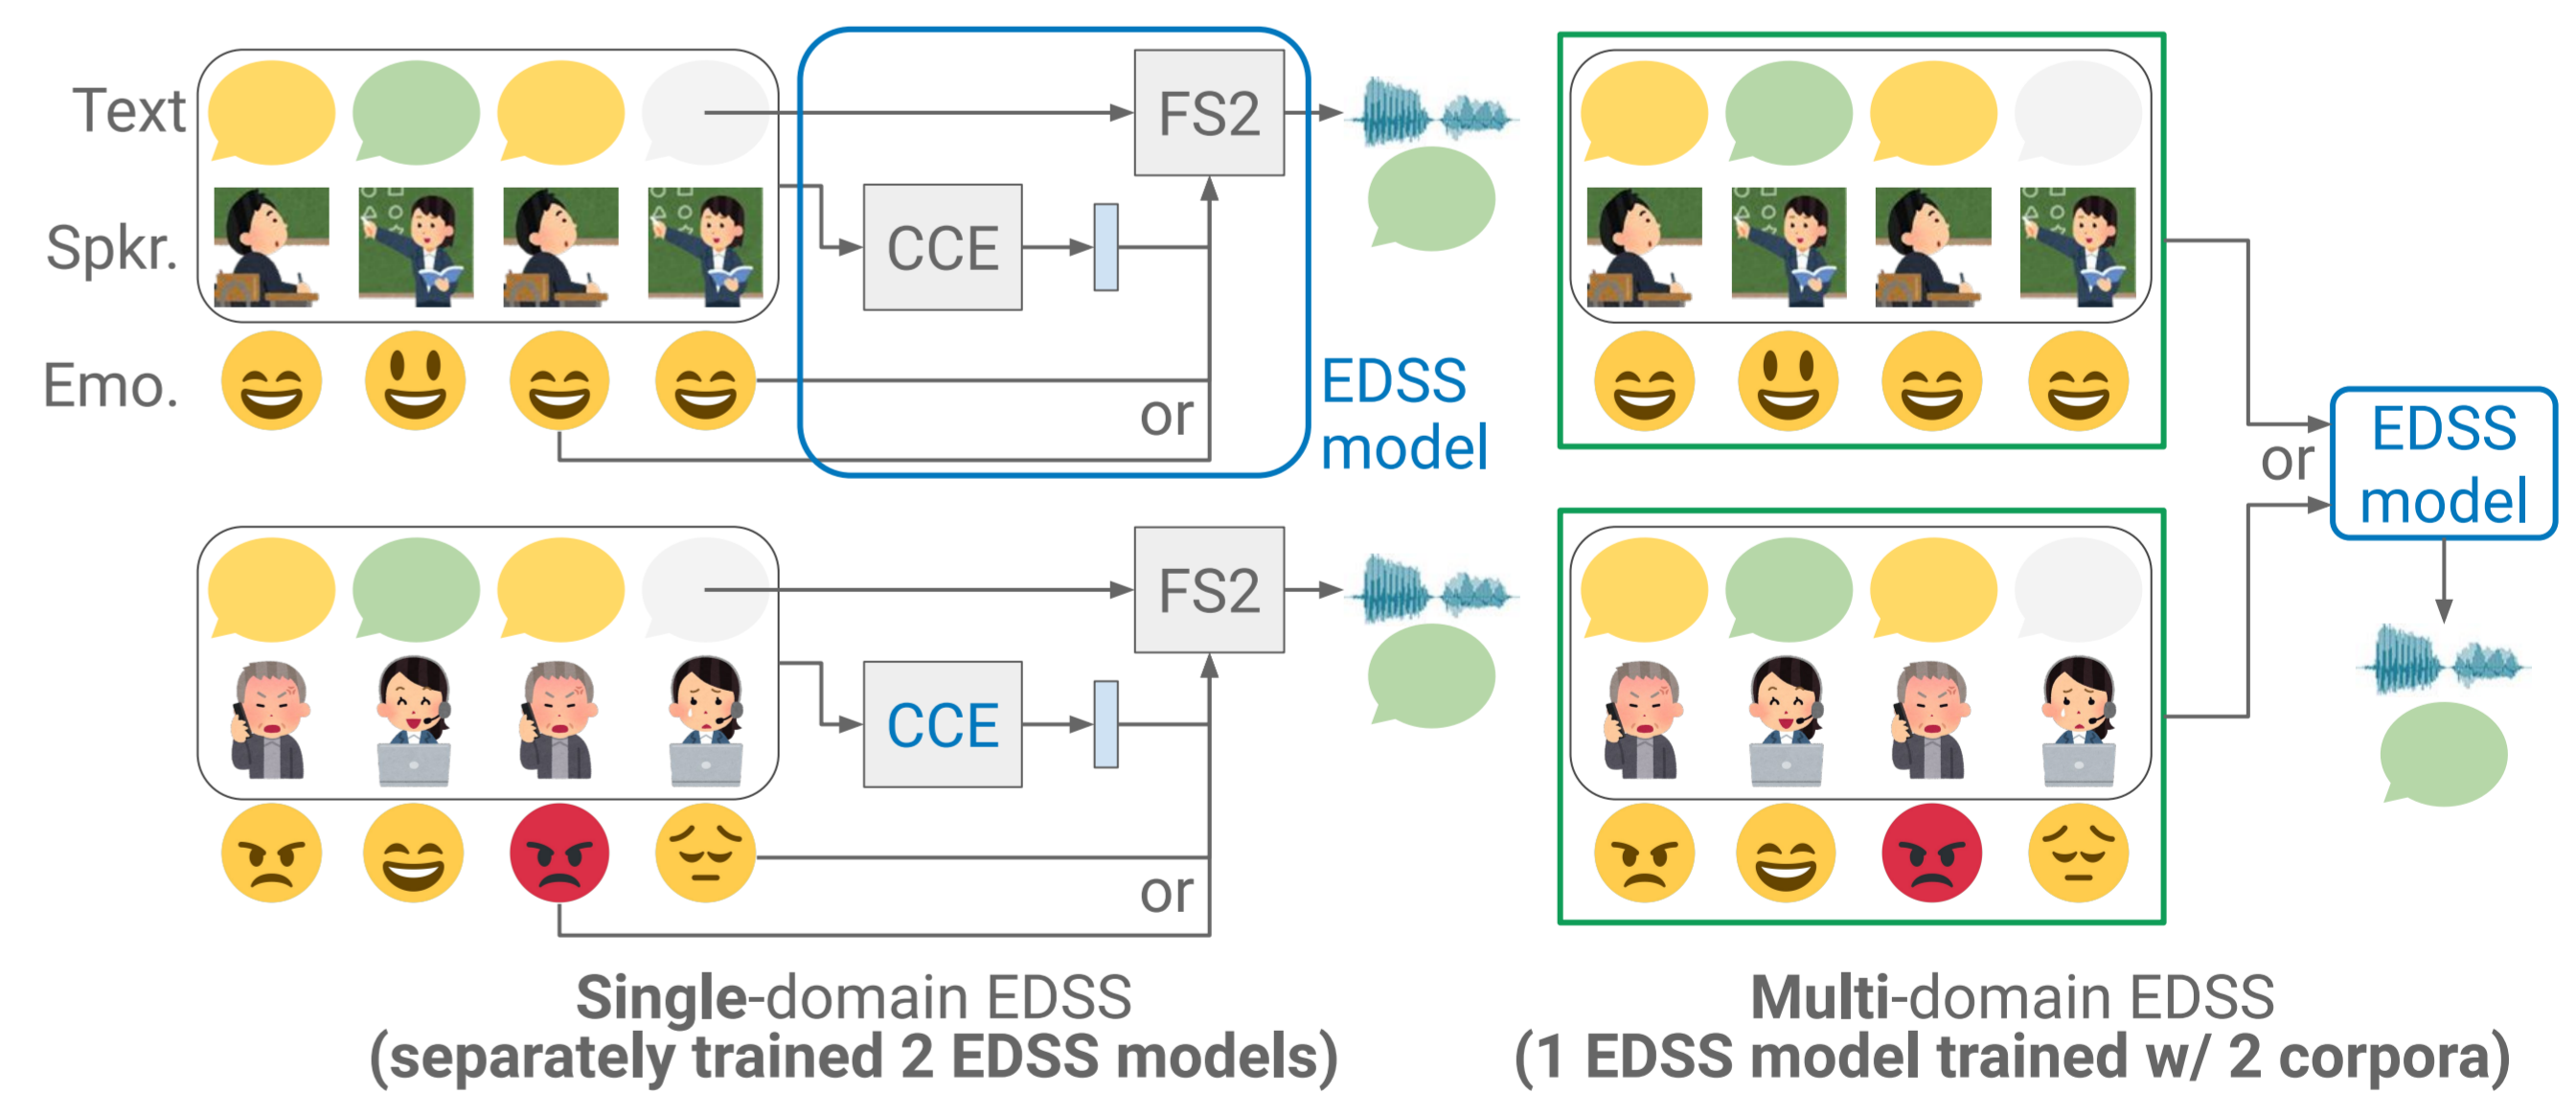 Text
FS2
Spkr.
CCE
Emo.
or
EDSS
model
FS2
CCE
or
Single-domain EDSS
(separately trained 2 EDSS models)
or
EDSS
model
Multi-domain EDSS
(1 EDSS model trained w/ 2 corpora)